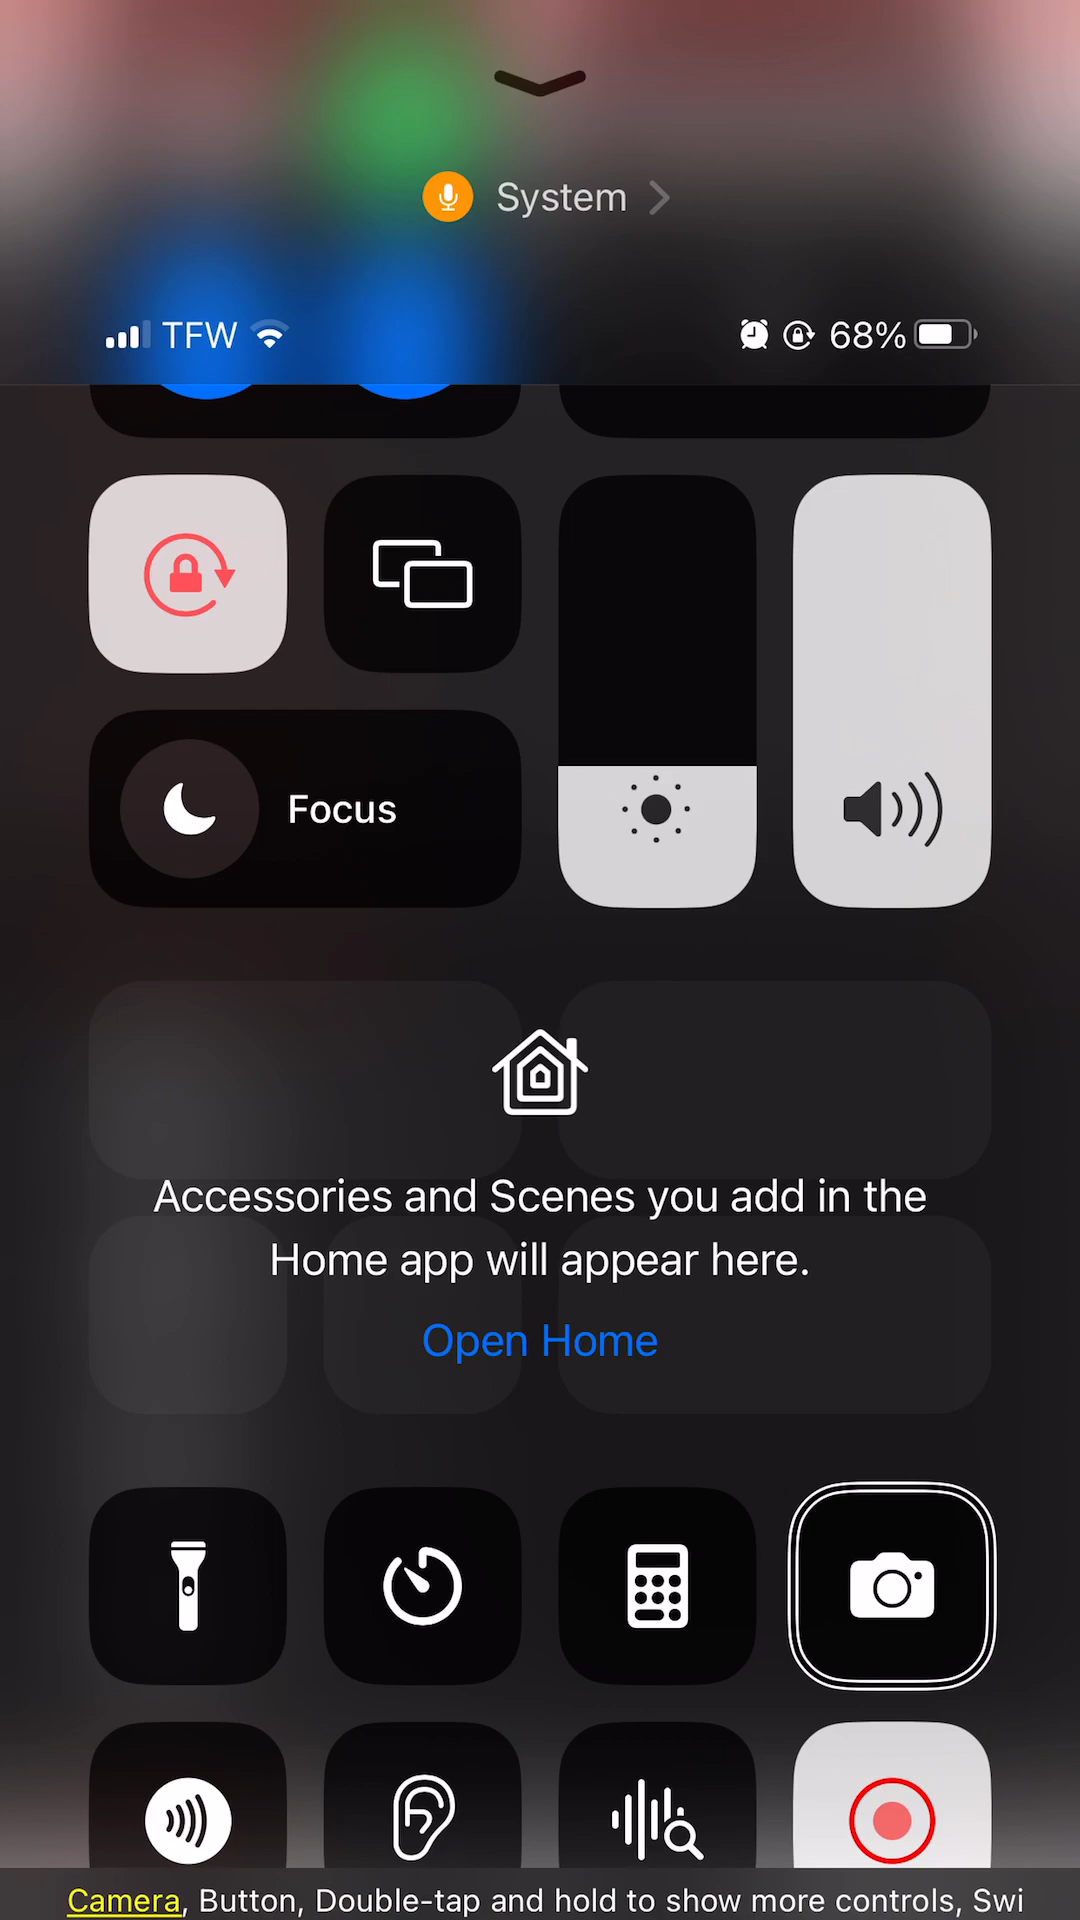 System
TFW
68%
Focus
Accessories and Scenes you add in the
Home app will appear here.
Open Home
Camera, Button, Double-tap and hold to show more controls, Swi